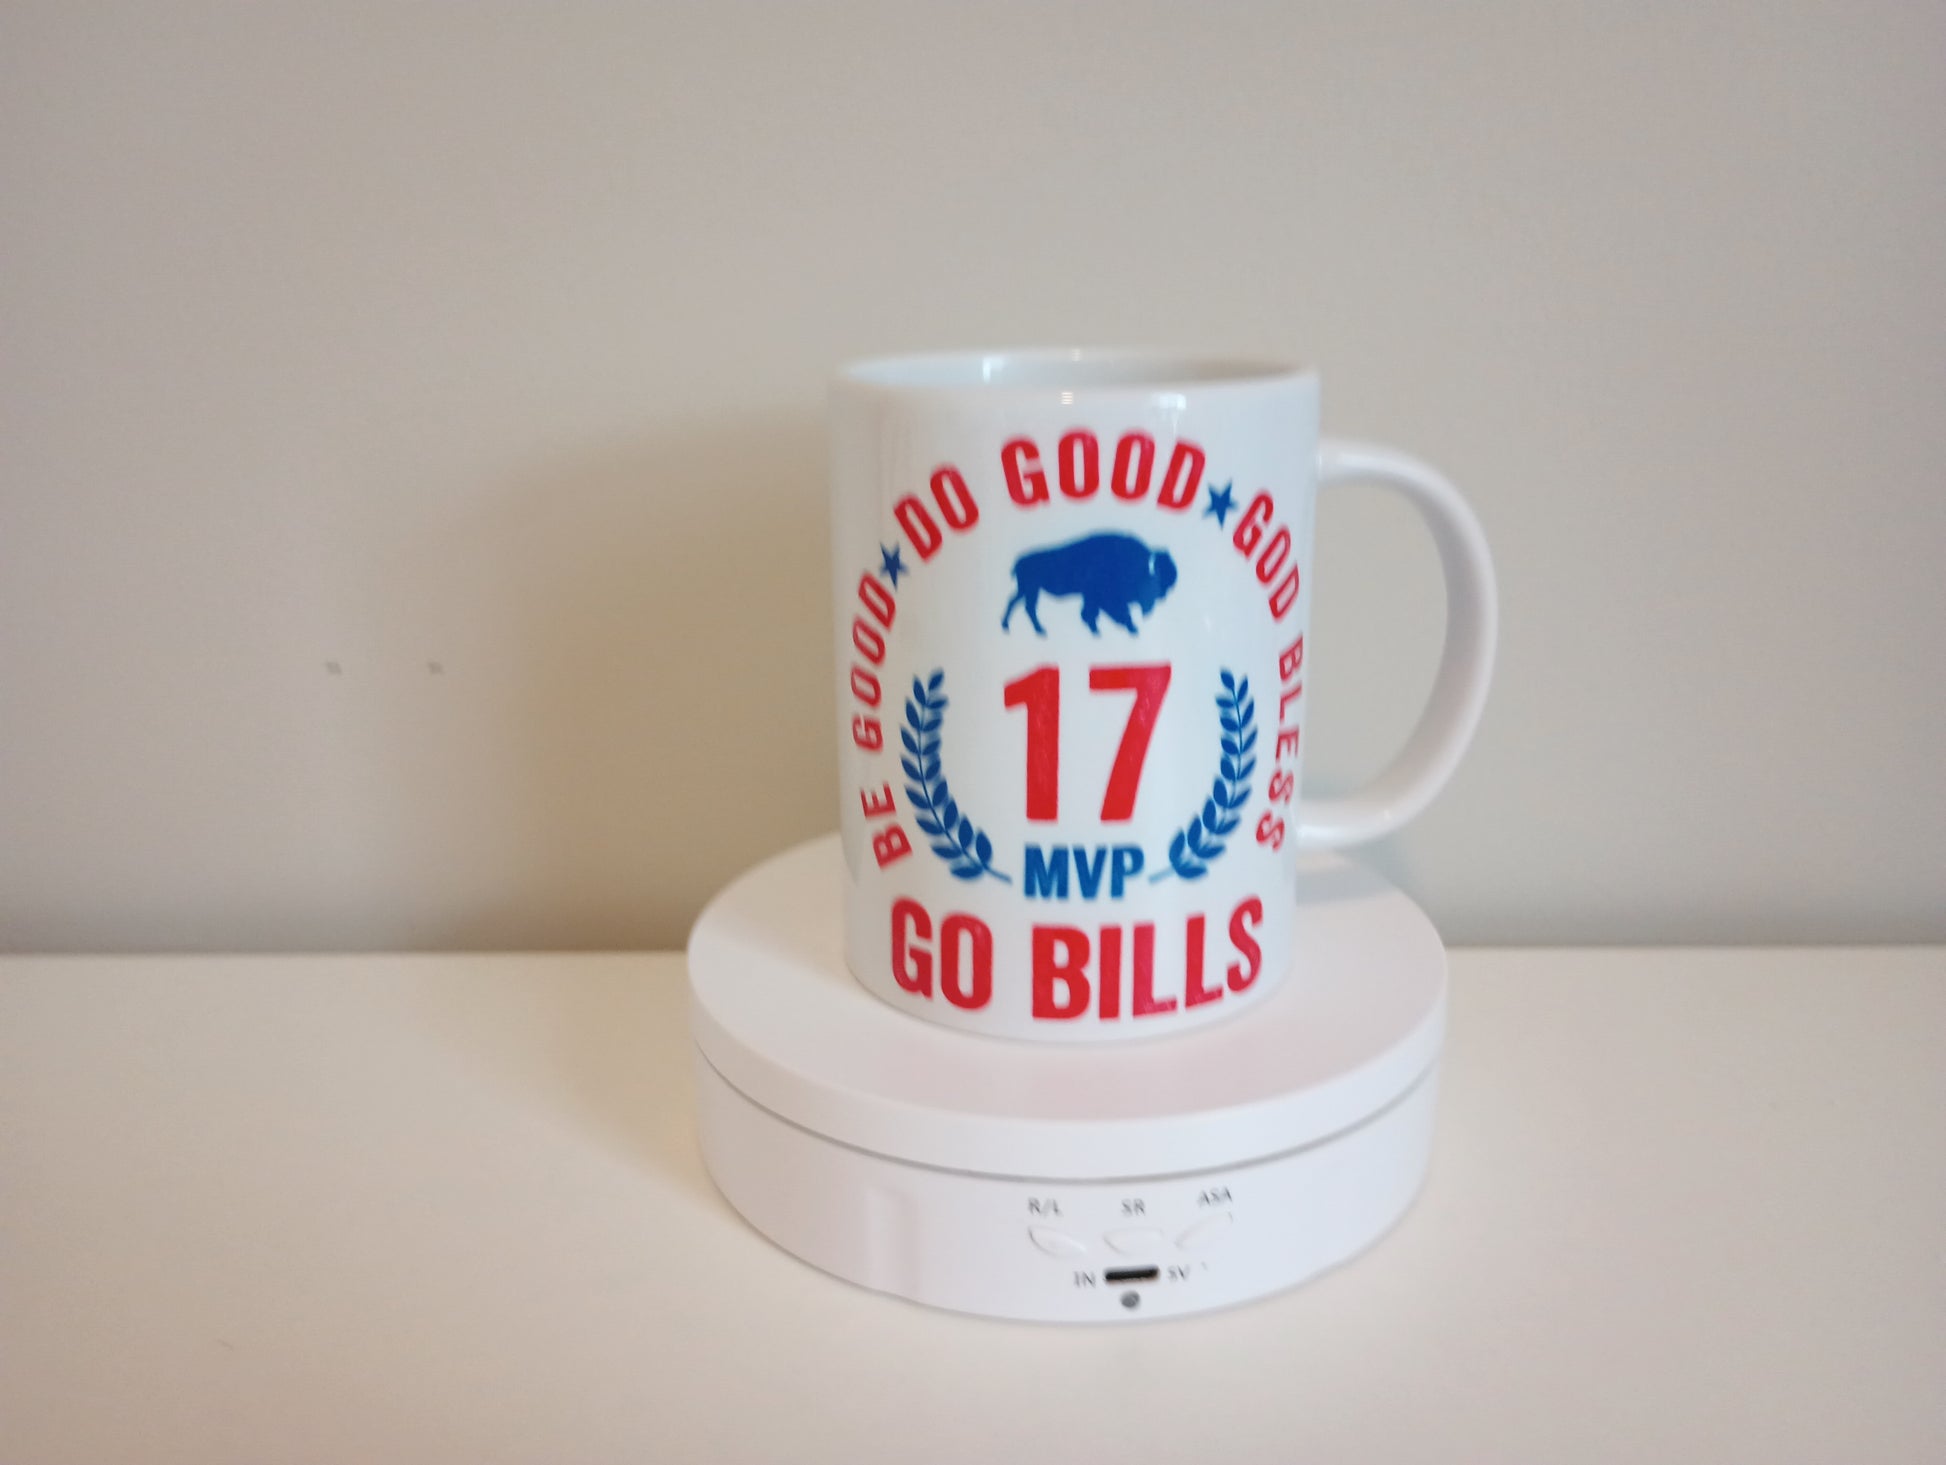 BE GOOD ★ DO GOOD ★ GOD BLESS
17
MVP
GO BILLS
R/L SR ASA
IN 5V